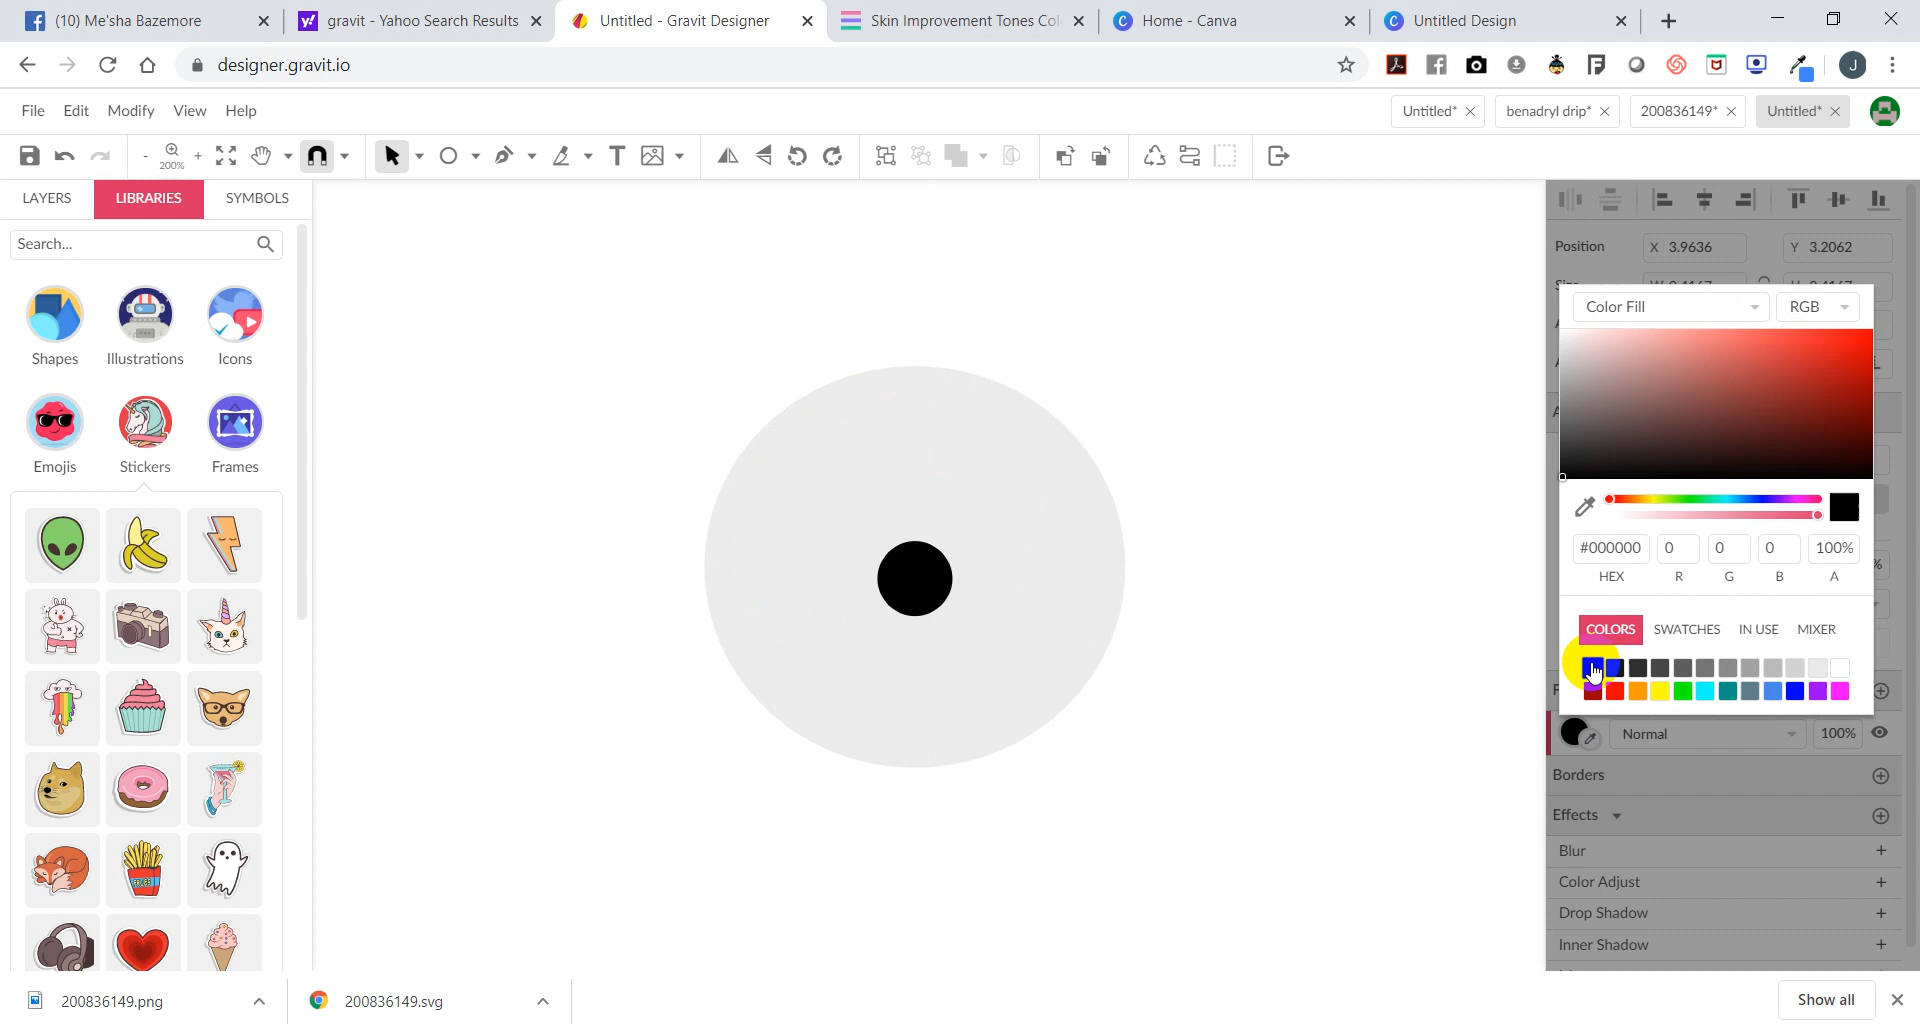 (10) Me'sha Bazemore
gravit - Yahoo Search Results
Untitled - Gravit Designer
Skin Improvement Tones Col
Home - Canva
Untitled Design
designer.gravit.io
File Edit Modify View Help
Untitled*
benadryl drip*
200836149*
Untitled*
200%
LAYERS LIBRARIES SYMBOLS
Search...
Shapes Illustrations Icons
Emojis Stickers Frames
Position X 3.9636 Y 3.2062
Color Fill RGB
#000000 0 0 0 100%
HEX R G B A
COLORS SWATCHES IN USE MIXER
Normal 100%
Borders
Effects
Blur
Color Adjust
Drop Shadow
Inner Shadow
200836149.png
200836149.svg
Show all